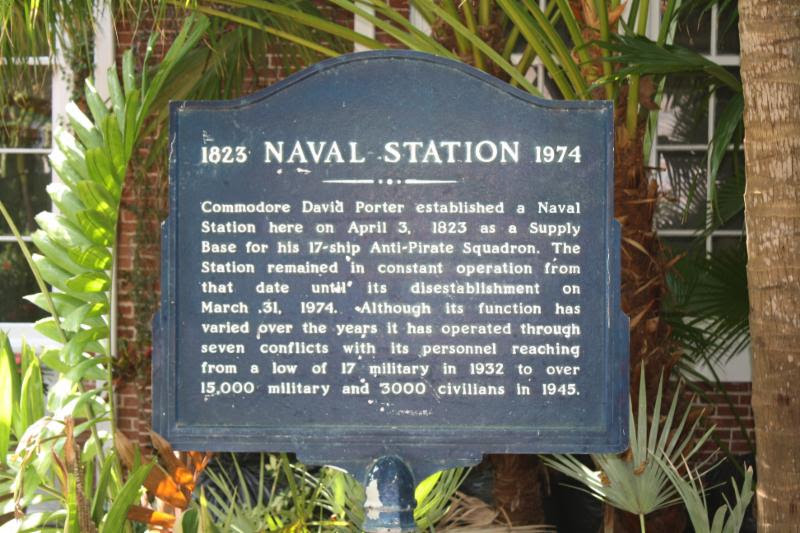 1823 NAVAL STATION 1974
Commodore David Porter established a Naval
Station here on April 3, 1823 as a Supply
Base for his 17-ship Anti-Pirate Squadron. The
Station remained in constant operation from
that date until its disestablishment on
March 31, 1974. Although its function has
varied over the years it has operated through
seven conflicts with its personnel reaching
from a low of 17 military in 1932 to over
15,000 military and 3000 civilians in 1945.